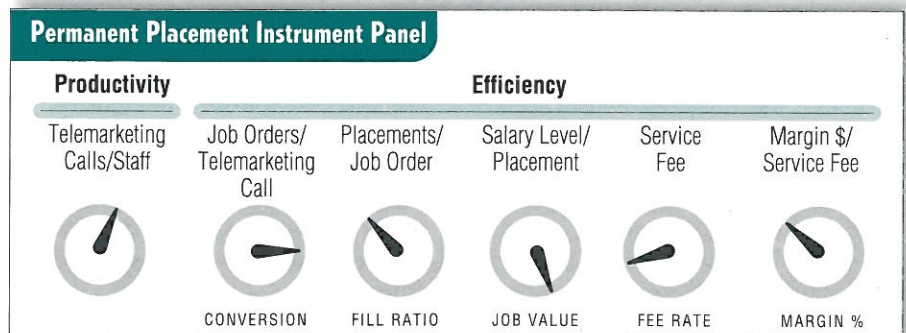 Permanent Placement Instrument Panel
Productivity
Efficiency
Telemarketing
Calls/Staff
Job Orders/
Telemarketing
Call
Placements/
Job Order
Salary Level/
Placement
Service
Fee
Margin $/
Service Fee
CONVERSION
FILL RATIO
JOB VALUE
FEE RATE
MARGIN %